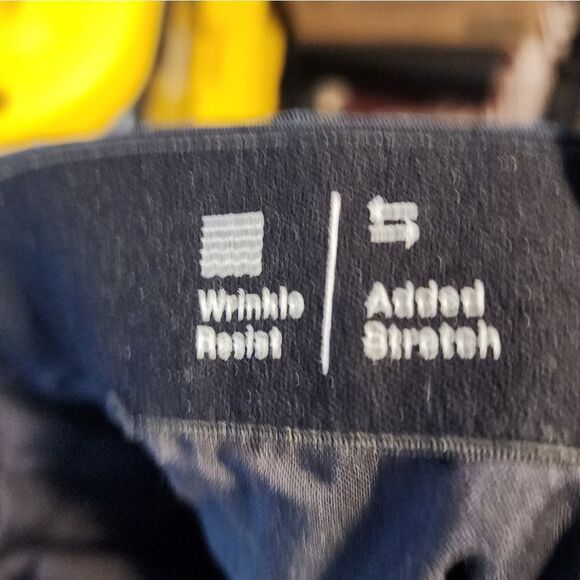 Wrinkle
Resist
Added
Stretch